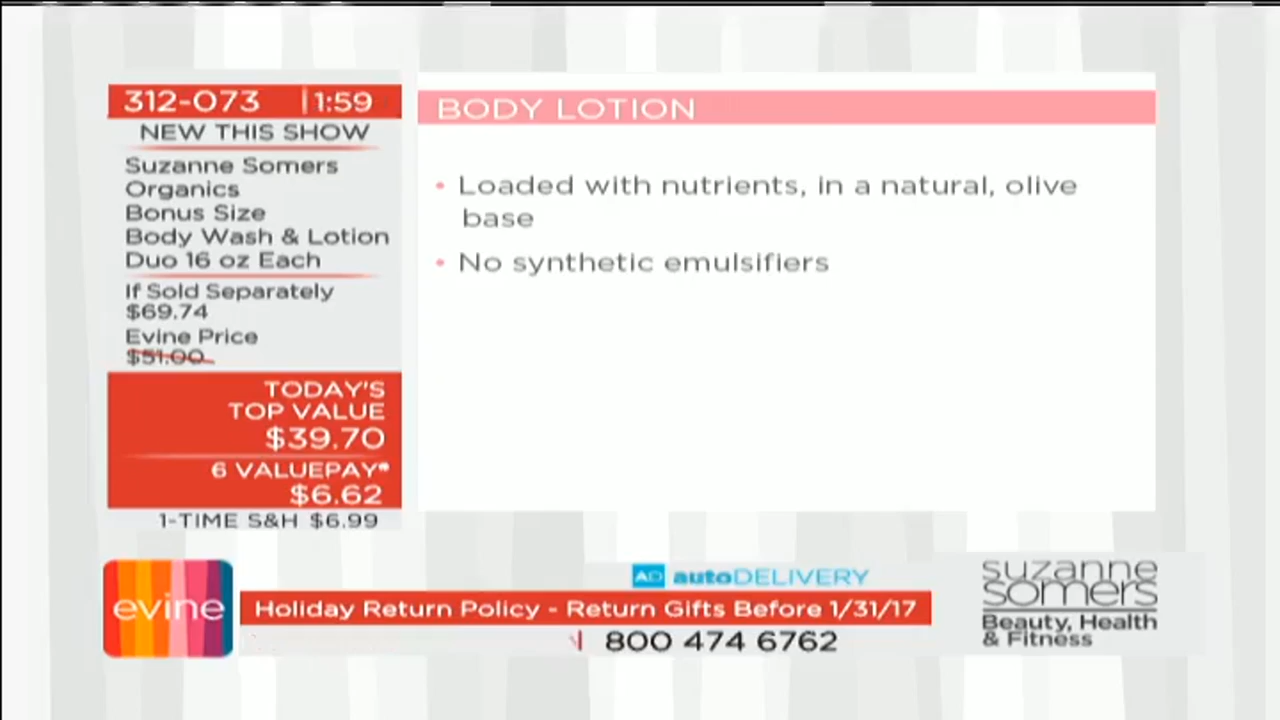 312-073 1:59
NEW THIS SHOW
Suzanne Somers
Organics
Bonus Size
Body Wash & Lotion
Duo 16 oz Each
If Sold Separately
$69.74
Evine Price
$51.00
TODAY'S
TOP VALUE
$39.70
6 VALUEPAY*
$6.62
1-TIME S&H $6.99
BODY LOTION
• Loaded with nutrients, in a natural, olive
base
• No synthetic emulsifiers
evine
AD autoDELIVERY
Holiday Return Policy - Return Gifts Before 1/31/17
800 474 6762
suzanne
somers
Beauty, Health
& Fitness